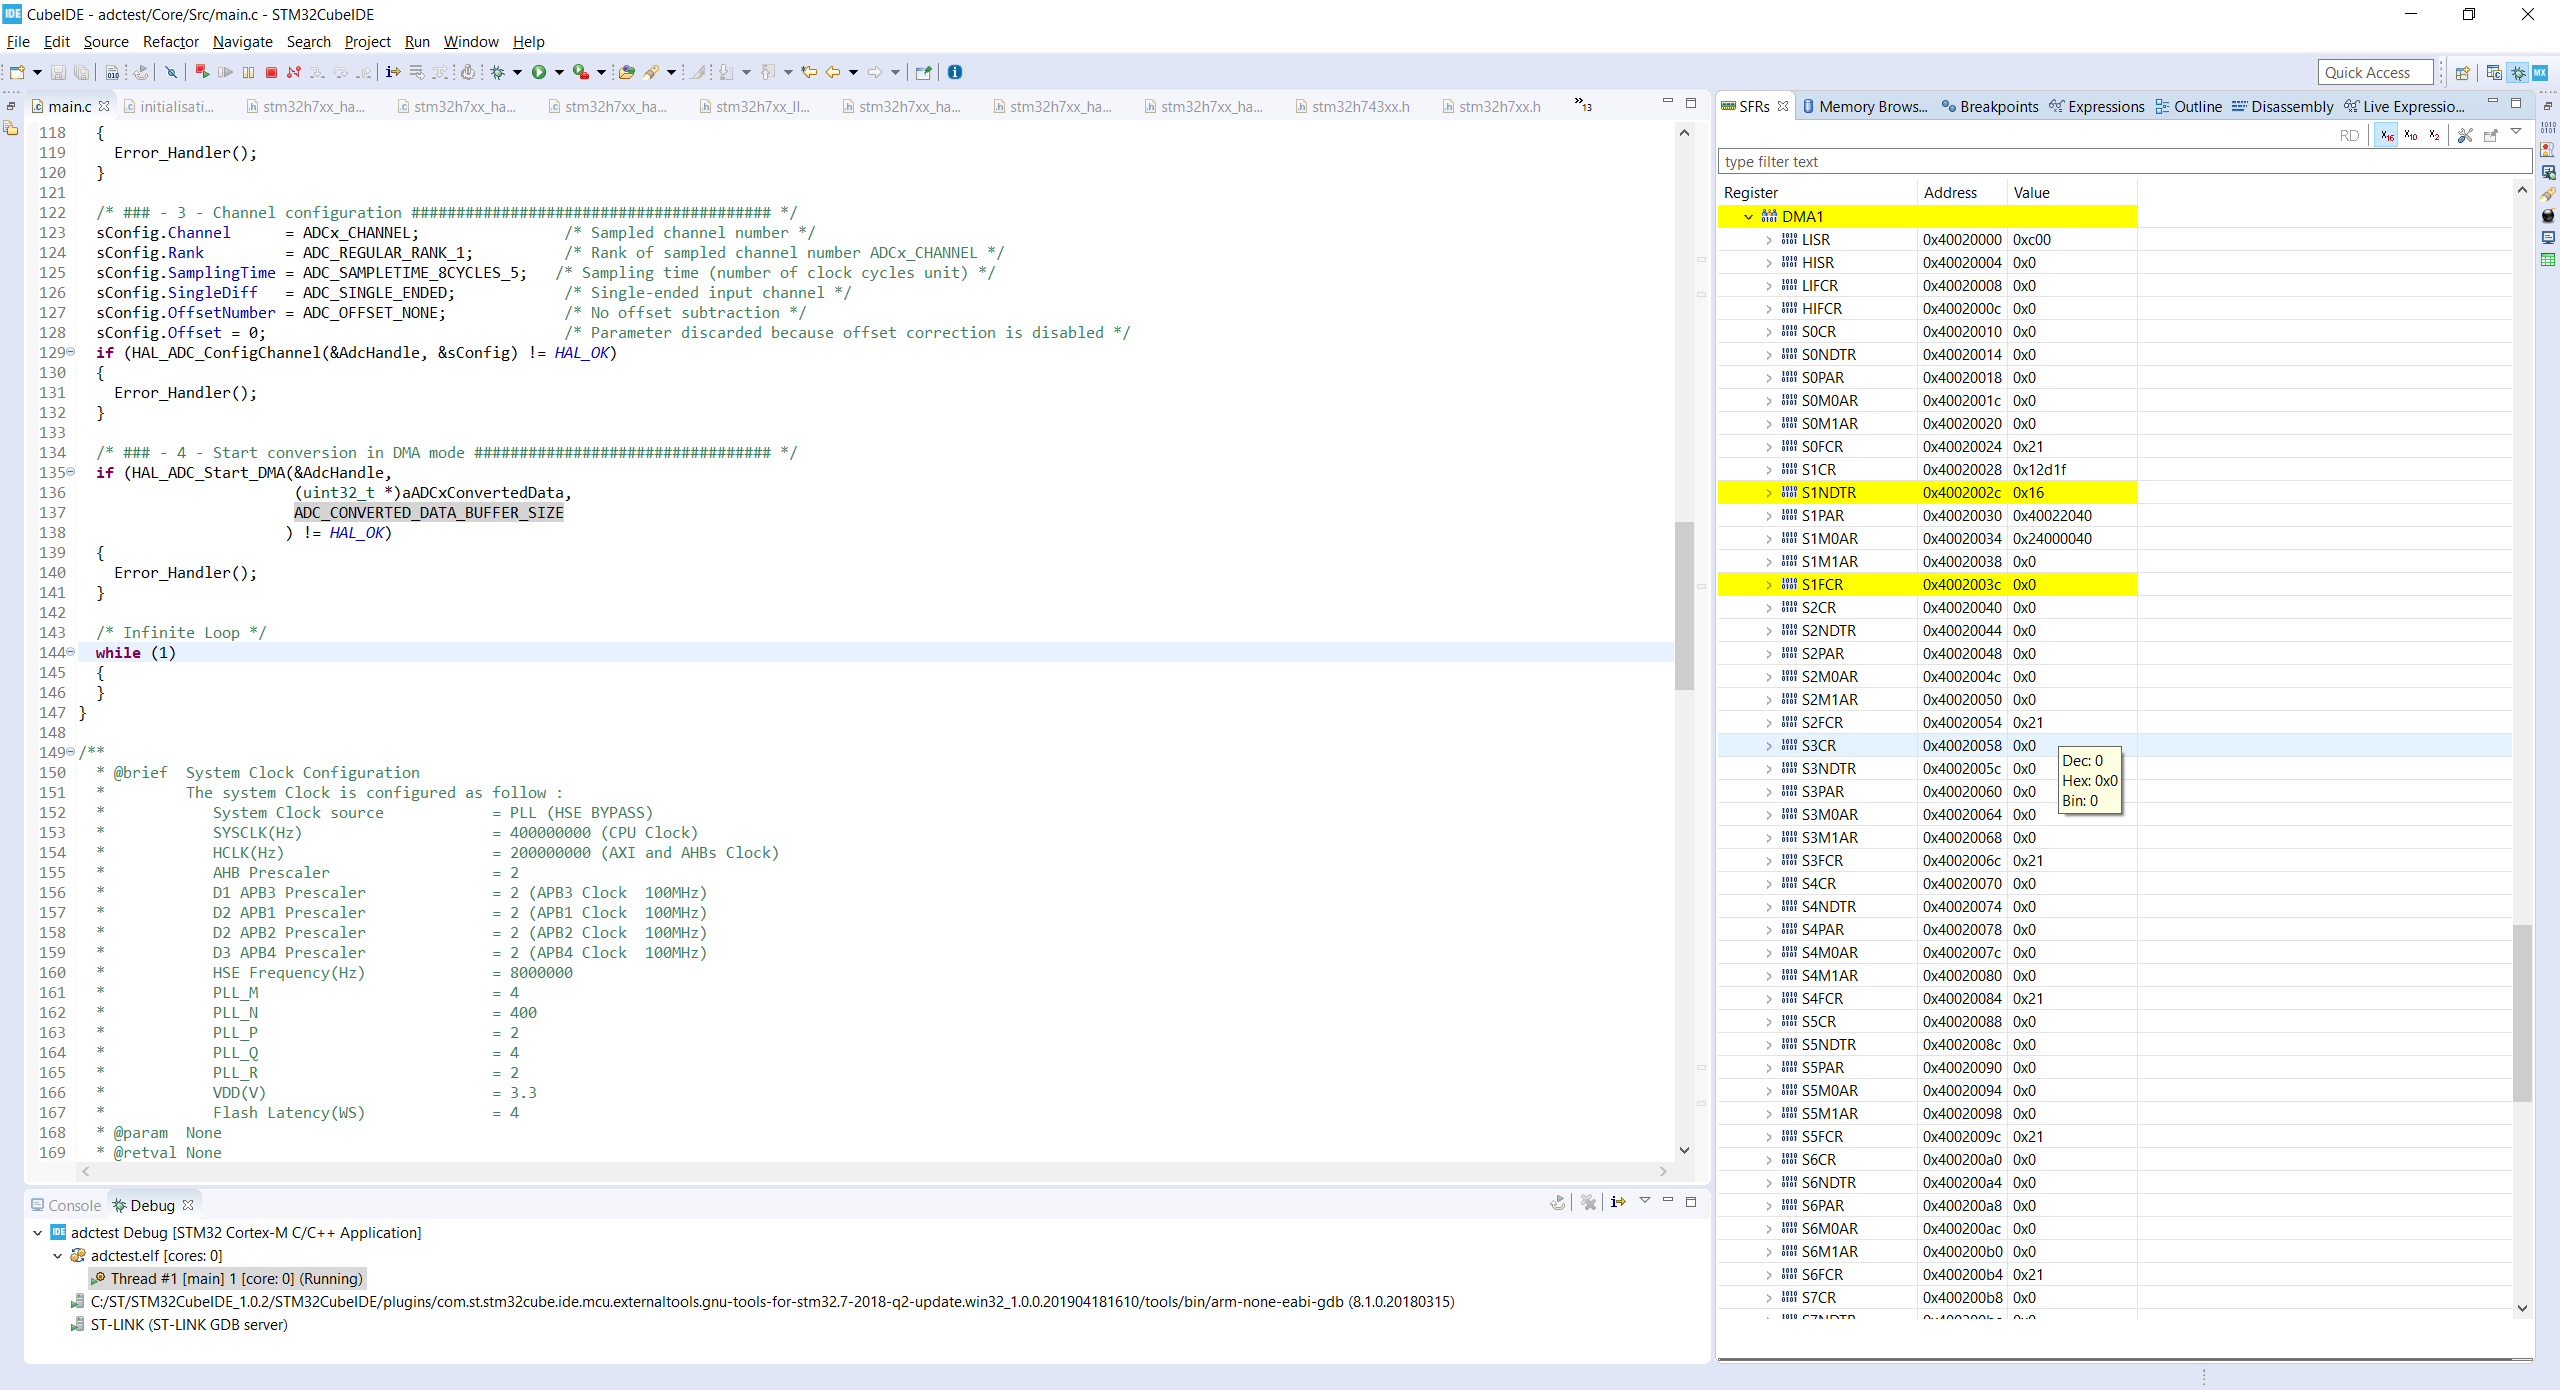 CubeIDE - adctest/Core/Src/main.c - STM32CubeIDE
File Edit Source Refactor Navigate Search Project Run Window Help
Quick Access
main.c initialisati... stm32h7xx_ha... stm32h7xx_ha... stm32h7xx_ha... stm32h7xx_ll... stm32h7xx_ha... stm32h7xx_ha... stm32h7xx_ha... stm32h743xx.h stm32h7xx.h »13
118 {
119 Error_Handler();
120 }
121
122 /* ### - 3 - Channel configuration ######################################## */
123 sConfig.Channel = ADCx_CHANNEL; /* Sampled channel number */
124 sConfig.Rank = ADC_REGULAR_RANK_1; /* Rank of sampled channel number ADCx_CHANNEL */
125 sConfig.SamplingTime = ADC_SAMPLETIME_8CYCLES_5; /* Sampling time (number of clock cycles unit) */
126 sConfig.SingleDiff = ADC_SINGLE_ENDED; /* Single-ended input channel */
127 sConfig.OffsetNumber = ADC_OFFSET_NONE; /* No offset subtraction */
128 sConfig.Offset = 0; /* Parameter discarded because offset correction is disabled */
129 if (HAL_ADC_ConfigChannel(&AdcHandle, &sConfig) != HAL_OK)
130 {
131 Error_Handler();
132 }
133
134 /* ### - 4 - Start conversion in DMA mode ################################# */
135 if (HAL_ADC_Start_DMA(&AdcHandle,
136 (uint32_t *)aADCxConvertedData,
137 ADC_CONVERTED_DATA_BUFFER_SIZE
138 ) != HAL_OK)
139 {
140 Error_Handler();
141 }
142
143 /* Infinite Loop */
144 while (1)
145 {
146 }
147 }
148
149 /**
150 * @brief System Clock Configuration
151 * The system Clock is configured as follow :
152 * System Clock source = PLL (HSE BYPASS)
153 * SYSCLK(Hz) = 400000000 (CPU Clock)
154 * HCLK(Hz) = 200000000 (AXI and AHBs Clock)
155 * AHB Prescaler = 2
156 * D1 APB3 Prescaler = 2 (APB3 Clock 100MHz)
157 * D2 APB1 Prescaler = 2 (APB1 Clock 100MHz)
158 * D2 APB2 Prescaler = 2 (APB2 Clock 100MHz)
159 * D3 APB4 Prescaler = 2 (APB4 Clock 100MHz)
160 * HSE Frequency(Hz) = 8000000
161 * PLL_M = 4
162 * PLL_N = 400
163 * PLL_P = 2
164 * PLL_Q = 4
165 * PLL_R = 2
166 * VDD(V) = 3.3
167 * Flash Latency(WS) = 4
168 * @param None
169 * @retval None
Console Debug
adctest Debug [STM32 Cortex-M C/C++ Application]
adctest.elf [cores: 0]
Thread #1 [main] 1 [core: 0] (Running)
C:/ST/STM32CubeIDE_1.0.2/STM32CubeIDE/plugins/com.st.stm32cube.ide.mcu.externaltools.gnu-tools-for-stm32.7-2018-q2-update.win32_1.0.0.201904181610/tools/bin/arm-none-eabi-gdb (8.1.0.20180315)
ST-LINK (ST-LINK GDB server)
SFRs Memory Brows... Breakpoints Expressions Outline Disassembly Live Expressio...
RD X16 X10 X2
type filter text
Register Address Value
DMA1
LISR 0x40020000 0xc00
HISR 0x40020004 0x0
LIFCR 0x40020008 0x0
HIFCR 0x4002000c 0x0
S0CR 0x40020010 0x0
S0NDTR 0x40020014 0x0
S0PAR 0x40020018 0x0
S0M0AR 0x4002001c 0x0
S0M1AR 0x40020020 0x0
S0FCR 0x40020024 0x21
S1CR 0x40020028 0x12d1f
S1NDTR 0x4002002c 0x16
S1PAR 0x40020030 0x40022040
S1M0AR 0x40020034 0x24000040
S1M1AR 0x40020038 0x0
S1FCR 0x4002003c 0x0
S2CR 0x40020040 0x0
S2NDTR 0x40020044 0x0
S2PAR 0x40020048 0x0
S2M0AR 0x4002004c 0x0
S2M1AR 0x40020050 0x0
S2FCR 0x40020054 0x21
S3CR 0x40020058 0x0
S3NDTR 0x4002005c 0x0
S3PAR 0x40020060 0x0
S3M0AR 0x40020064 0x0
S3M1AR 0x40020068 0x0
S3FCR 0x4002006c 0x21
S4CR 0x40020070 0x0
S4NDTR 0x40020074 0x0
S4PAR 0x40020078 0x0
S4M0AR 0x4002007c 0x0
S4M1AR 0x40020080 0x0
S4FCR 0x40020084 0x21
S5CR 0x40020088 0x0
S5NDTR 0x4002008c 0x0
S5PAR 0x40020090 0x0
S5M0AR 0x40020094 0x0
S5M1AR 0x40020098 0x0
S5FCR 0x4002009c 0x21
S6CR 0x400200a0 0x0
S6NDTR 0x400200a4 0x0
S6PAR 0x400200a8 0x0
S6M0AR 0x400200ac 0x0
S6M1AR 0x400200b0 0x0
S6FCR 0x400200b4 0x21
S7CR 0x400200b8 0x0
Dec: 0
Hex: 0x0
Bin: 0